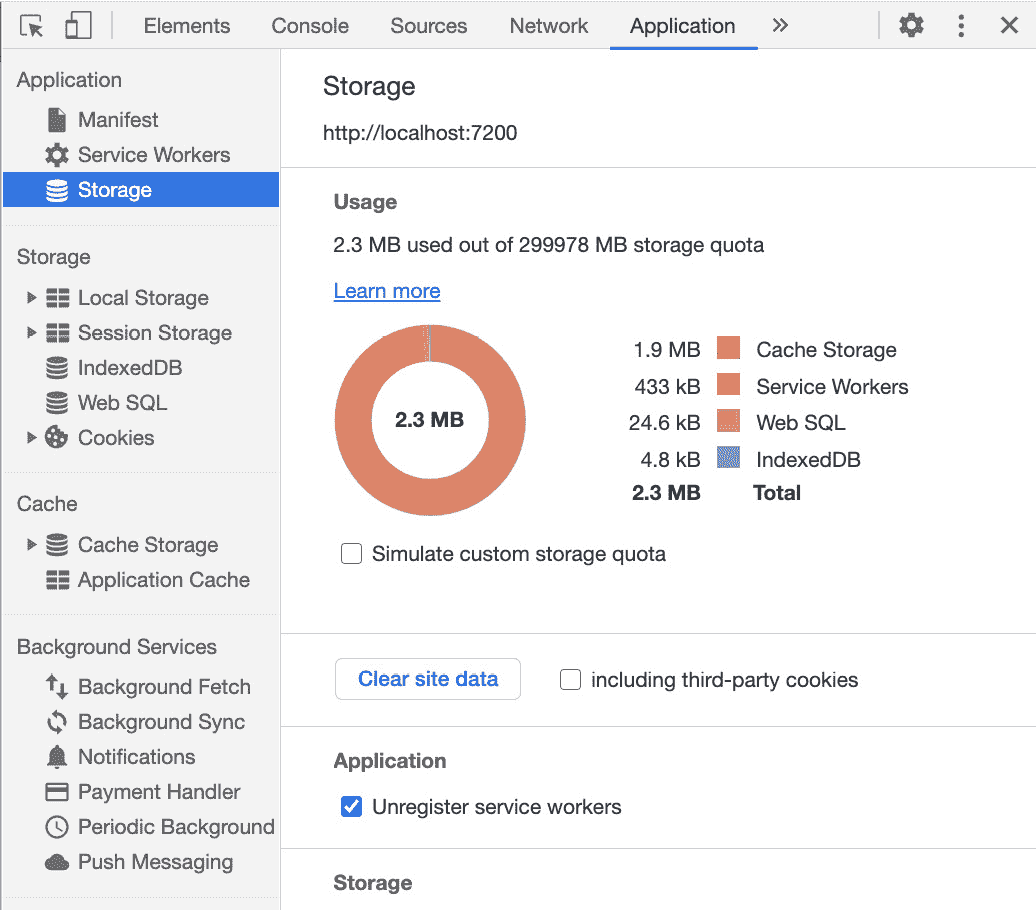 Elements Console Sources Network Application
Application
Manifest
Service Workers
Storage
Storage
Local Storage
Session Storage
IndexedDB
Web SQL
Cookies
Cache
Cache Storage
Application Cache
Background Services
Background Fetch
Background Sync
Notifications
Payment Handler
Periodic Background
Push Messaging
Storage
http://localhost:7200
Usage
2.3 MB used out of 299978 MB storage quota
Learn more
2.3 MB
1.9 MB Cache Storage
433 kB Service Workers
24.6 kB Web SQL
4.8 kB IndexedDB
2.3 MB Total
Simulate custom storage quota
Clear site data including third-party cookies
Application
Unregister service workers
Storage